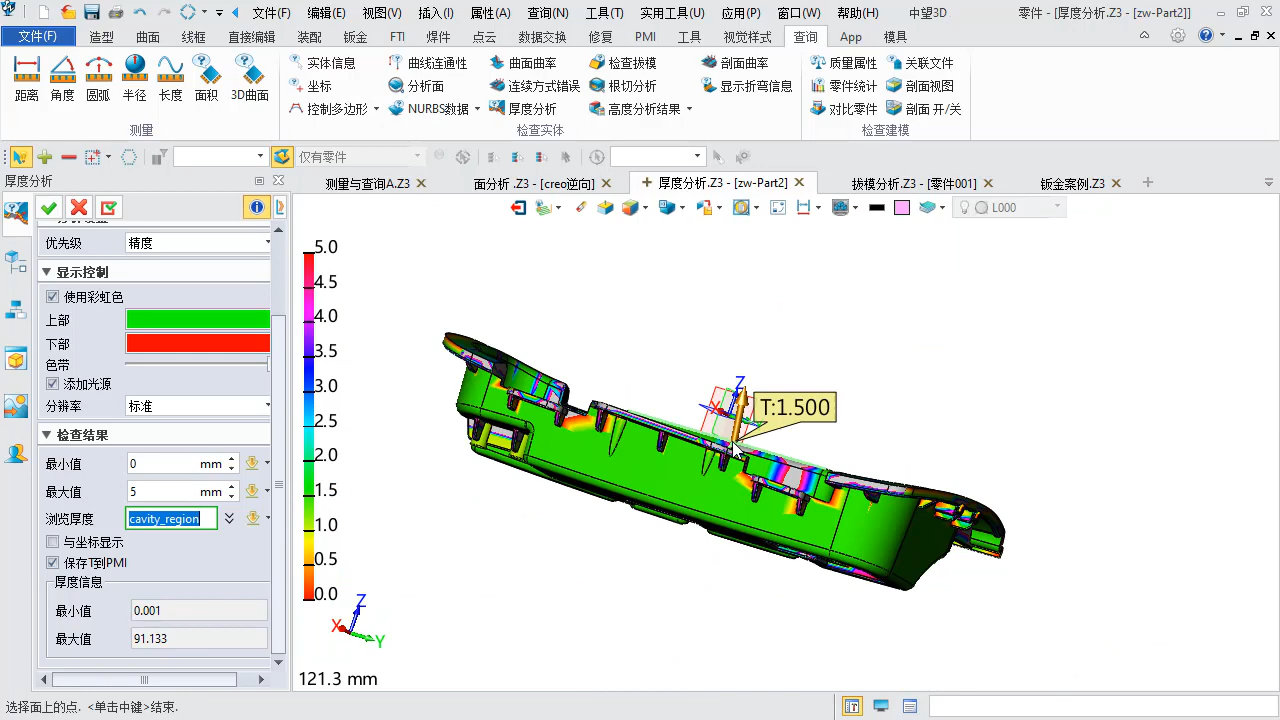 文件(F) 编辑(E) 视图(V) 插入(I) 属性(A) 查询(N) 工具(T) 实用工具(U) 应用(P) 窗口(W) 帮助(H) 中望3D 零件 - [厚度分析.Z3 - [zw-Part2]]
文件(F) 造型 曲面 线框 直接编辑 装配 钣金 FTI 焊件 点云 数据交换 修复 PMI 工具 视觉样式 查询 App 模具
实体信息 曲线连通性 曲面曲率 检查拔模 剖面曲率 质量属性 关联文件
坐标 分析面 连续方式错误 根切分析 显示折弯信息 零件统计 剖面视图
距离 角度 圆弧 半径 长度 面积 3D曲面 控制多边形 NURBS数据 厚度分析 高度分析结果 对比零件 剖面 开/关
测量 检查实体 检查建模
仅有零件
厚度分析
测量与查询A.Z3 面分析 .Z3 - [creo逆向] 厚度分析.Z3 - [zw-Part2] 拔模分析.Z3 - [零件001] 钣金案例.Z3
L000
优先级 精度
显示控制
使用彩虹色
上部
下部
色带
添加光源
分辨率 标准
检查结果
最小值 0 mm
最大值 5 mm
浏览厚度 cavity_region
与坐标显示
保存到PMI
厚度信息
最小值 0.001
最大值 91.133
5.0
4.5
4.0
3.5
3.0
2.5
2.0
1.5
1.0
0.5
0.0
Z
X
T:1.500
Z
X
Y
121.3 mm
选择面上的点. <单击中键>结束.